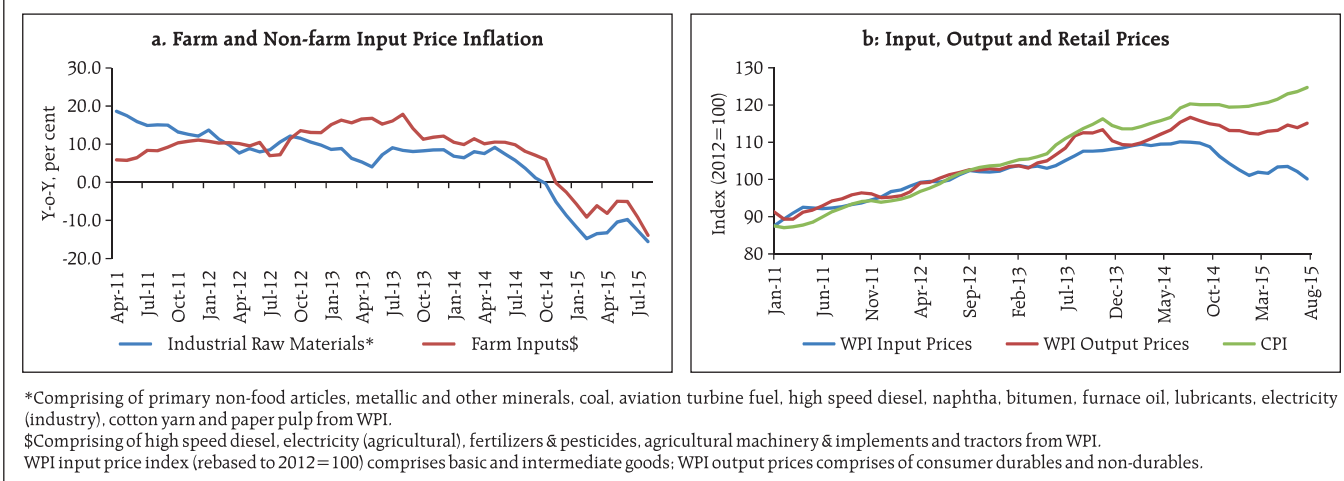 a. Farm and Non-farm Input Price Inflation
30.0
20.0
10.0
0.0
-10.0
-20.0
Y-o-Y, per cent
Apr-11
Jul-11
Oct-11
Jan-12
Apr-12
Jul-12
Oct-12
Jan-13
Apr-13
Jul-13
Oct-13
Jan-14
Apr-14
Jul-14
Oct-14
Jan-15
Apr-15
Jul-15
Industrial Raw Materials*
Farm Inputs$
b: Input, Output and Retail Prices
130
120
110
100
90
80
Index (2012=100)
Jan-11
Jun-11
Nov-11
Apr-12
Sep-12
Feb-13
Jul-13
Dec-13
May-14
Oct-14
Mar-15
Aug-15
WPI Input Prices
WPI Output Prices
CPI
*Comprising of primary non-food articles, metallic and other minerals, coal, aviation turbine fuel, high speed diesel, naphtha, bitumen, furnace oil, lubricants, electricity
(industry), cotton yarn and paper pulp from WPI.
$Comprising of high speed diesel, electricity (agricultural), fertilizers & pesticides, agricultural machinery & implements and tractors from WPI.
WPI input price index (rebased to 2012=100) comprises basic and intermediate goods; WPI output prices comprises of consumer durables and non-durables.